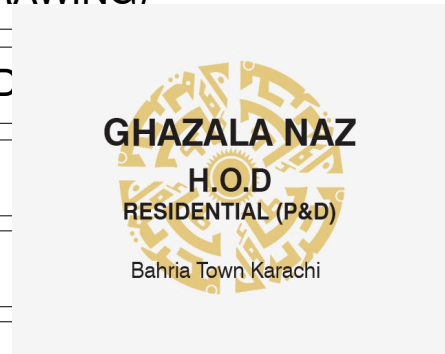 GHAZALA NAZ
H.O.D
RESIDENTIAL (P&D)
Bahria Town Karachi